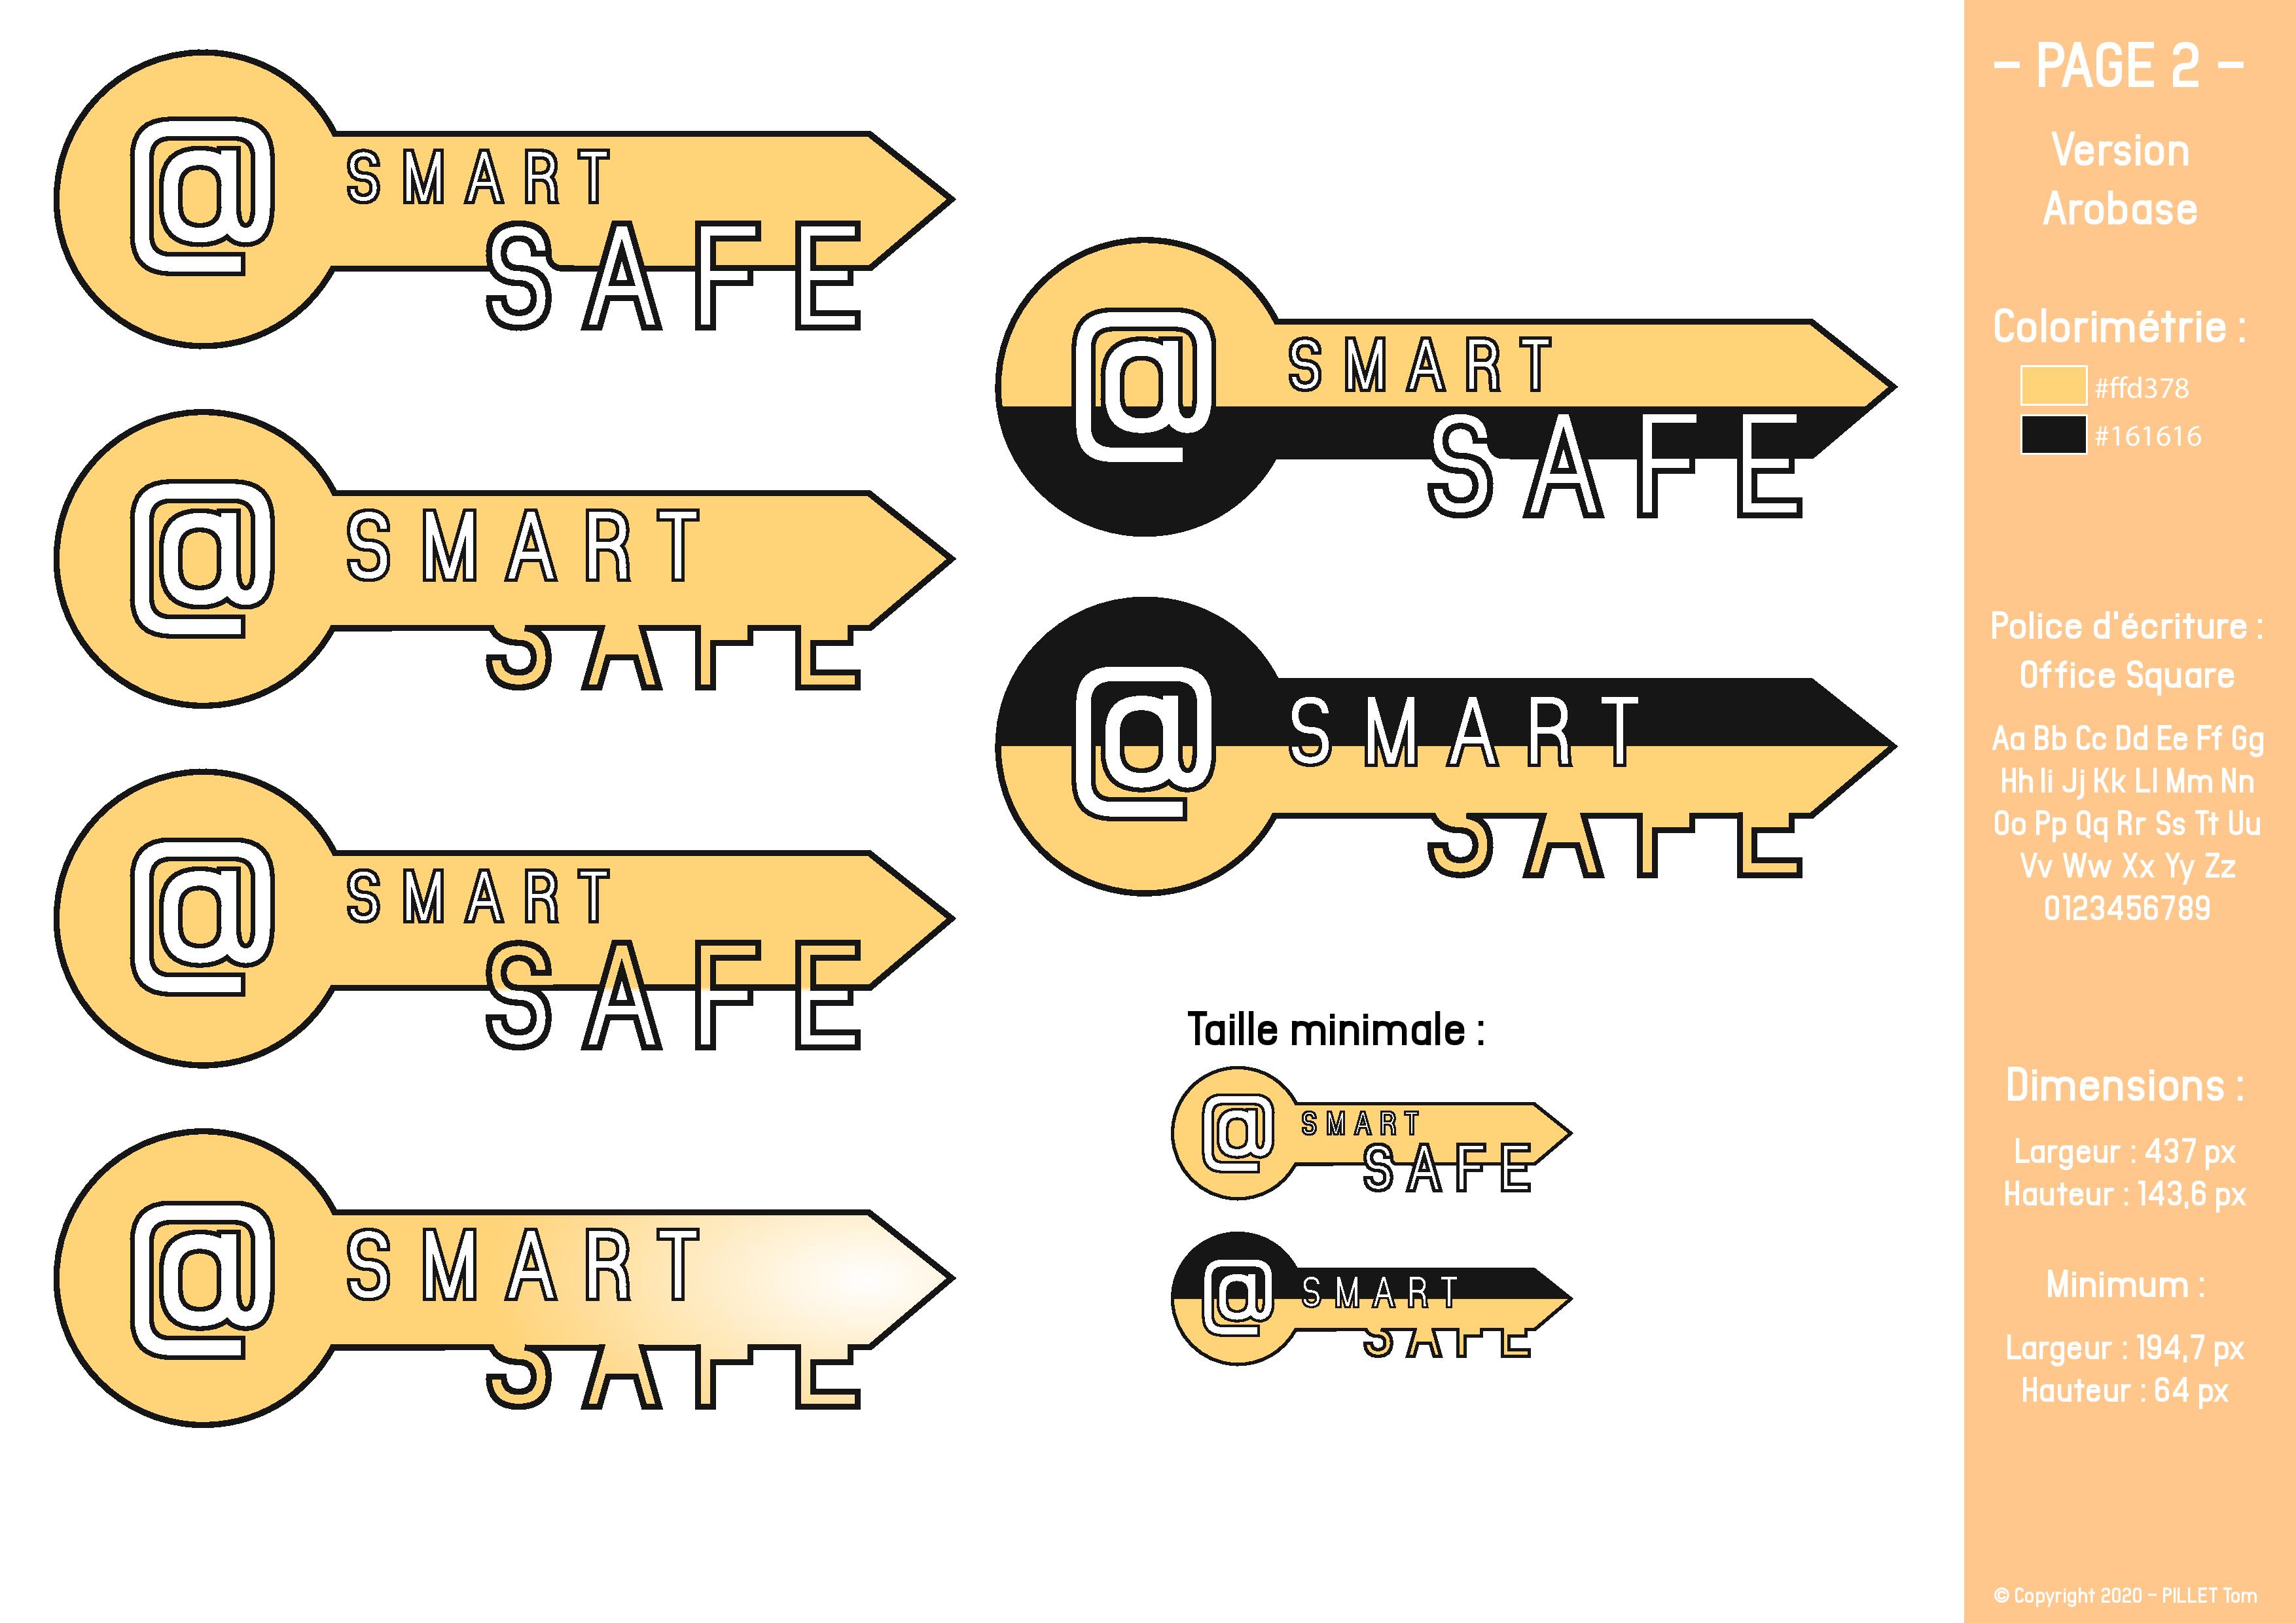 @ SMART
SAFE
@ SMART
SAFE
@ SMART
SAFE
@ SMART
SAFE
@ SMART
SAFE
@ SMART
SAFE
Taille minimale :
@ SMART
SAFE
@ SMART
SAFE
– PAGE 2 –
Version
Arobase
Colorimétrie :
#ffd378
#161616
Police d'écriture :
Office Square
Aa Bb Cc Dd Ee Ff Gg
Hh Ii Jj Kk Ll Mm Nn
Oo Pp Qq Rr Ss Tt Uu
Vv Ww Xx Yy Zz
0123456789
Dimensions :
Largeur : 437 px
Hauteur : 143,6 px
Minimum :
Largeur : 194,7 px
Hauteur : 64 px
© Copyright 2020 – PILLET Tom